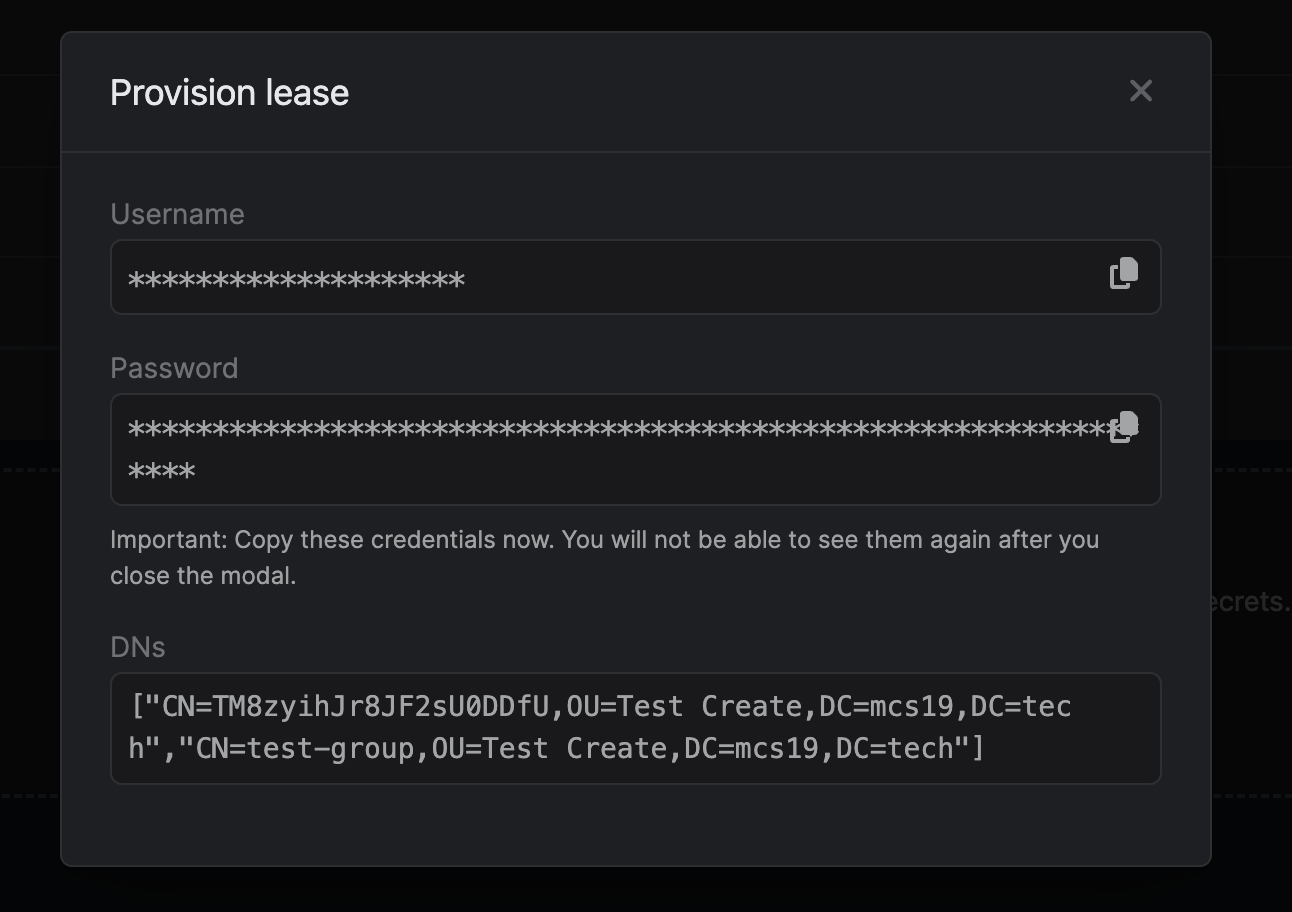 Provision lease
Username
********************
Password
***********************************************************
****
Important: Copy these credentials now. You will not be able to see them again after you
close the modal.
ecrets.
DNs
["CN=TM8zyihJr8JF2sU0DDfU,OU=Test Create,DC=mcs19,DC=tec
h","CN=test-group,OU=Test Create,DC=mcs19,DC=tech"]